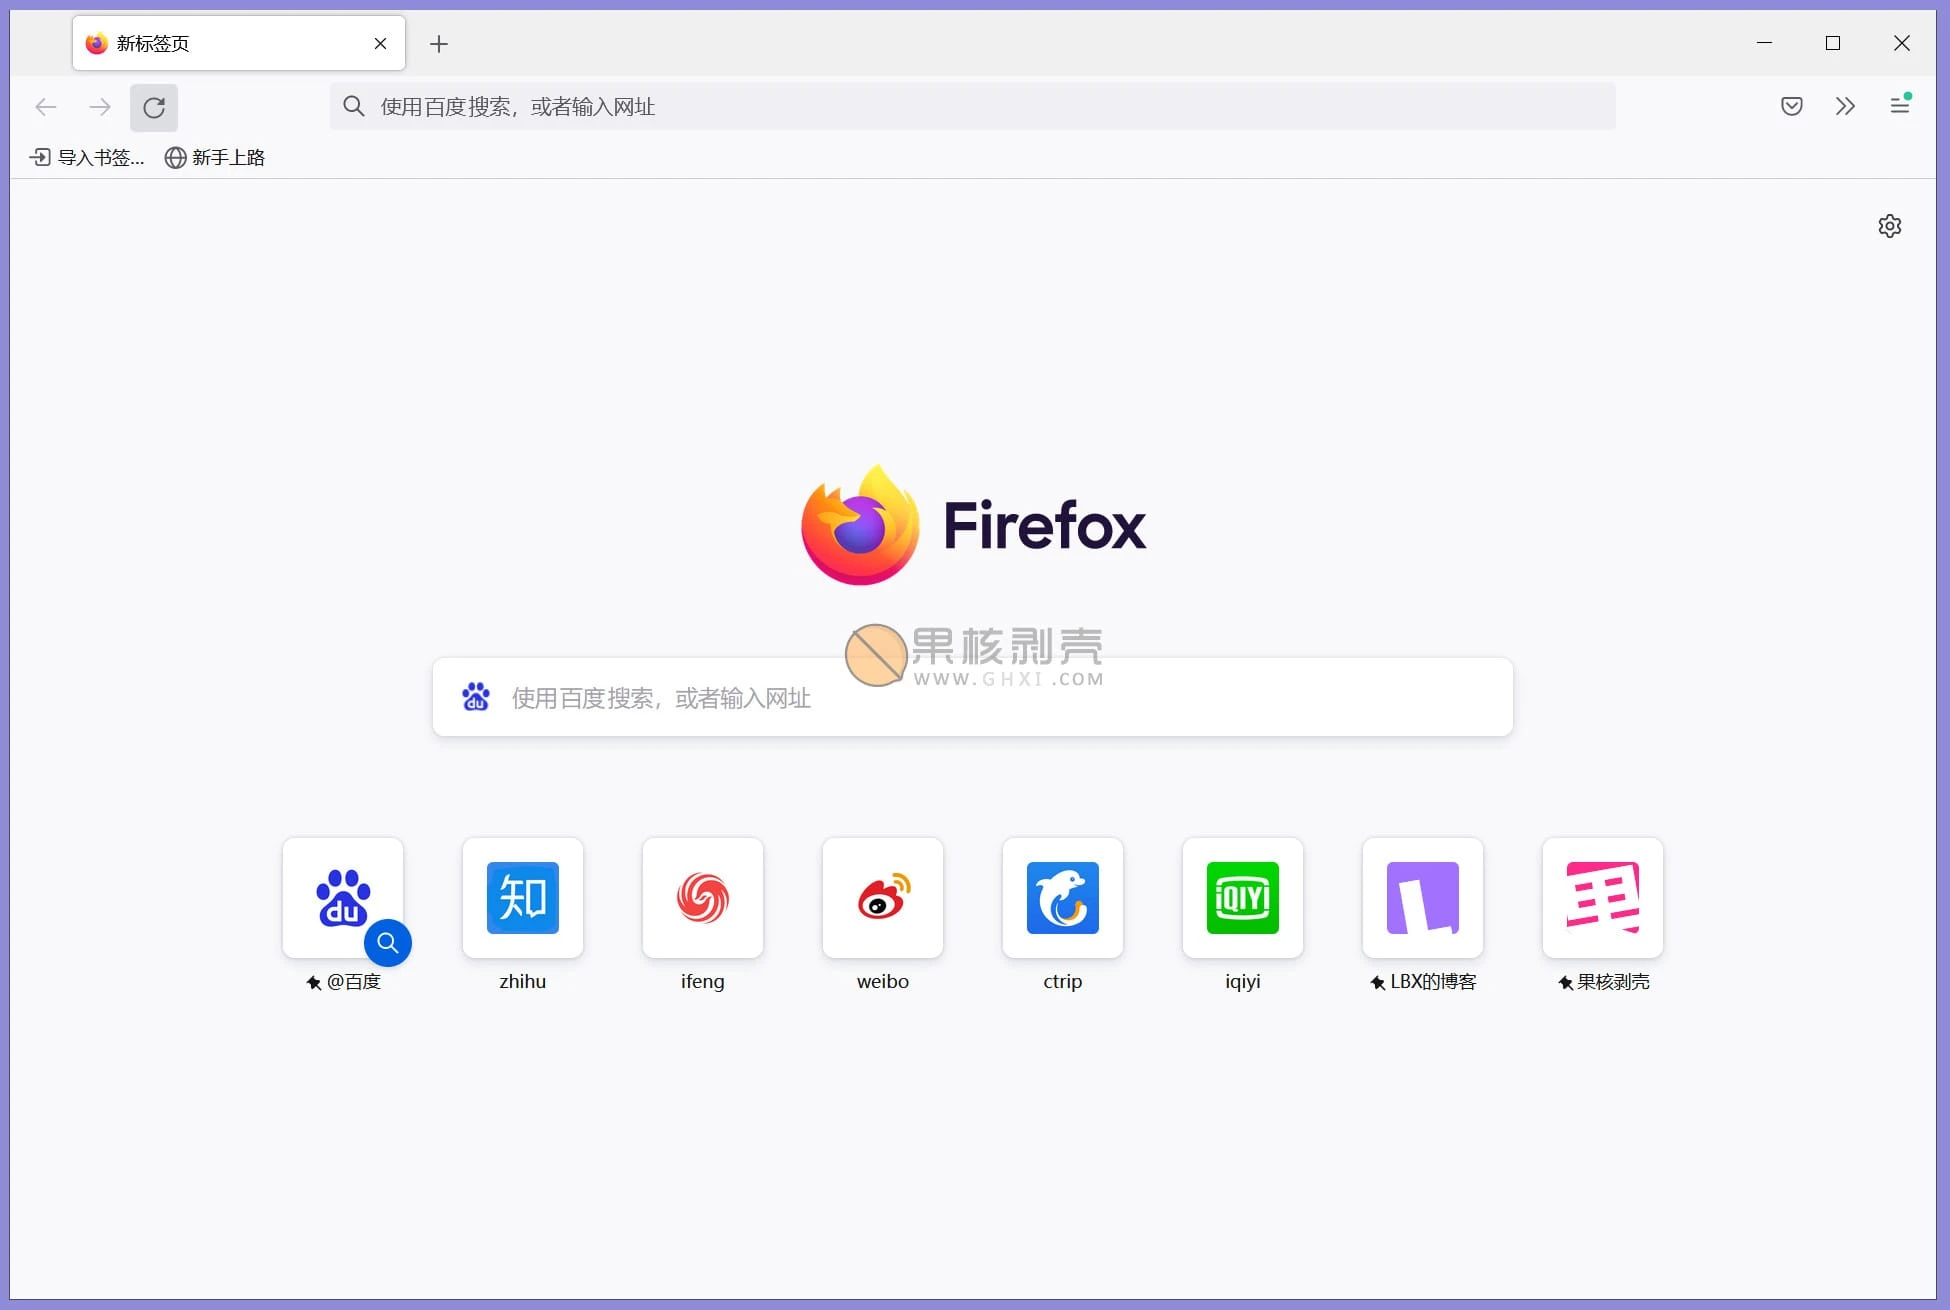 新标签页
使用百度搜索，或者输入网址
导入书签... 新手上路
Firefox
果核剥壳
WWW.GHXI.COM
du 使用百度搜索，或者输入网址
du 知 iQIYI
@百度 zhihu ifeng weibo ctrip iqiyi LBX的博客 果核剥壳